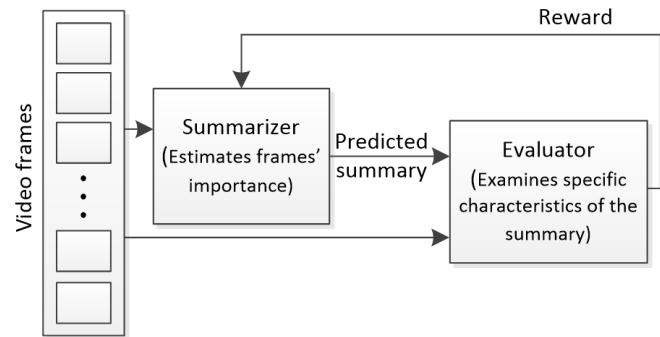 Reward
Video frames
Summarizer
(Estimates frames'
importance)
Predicted
summary
Evaluator
(Examines specific
characteristics of the
summary)